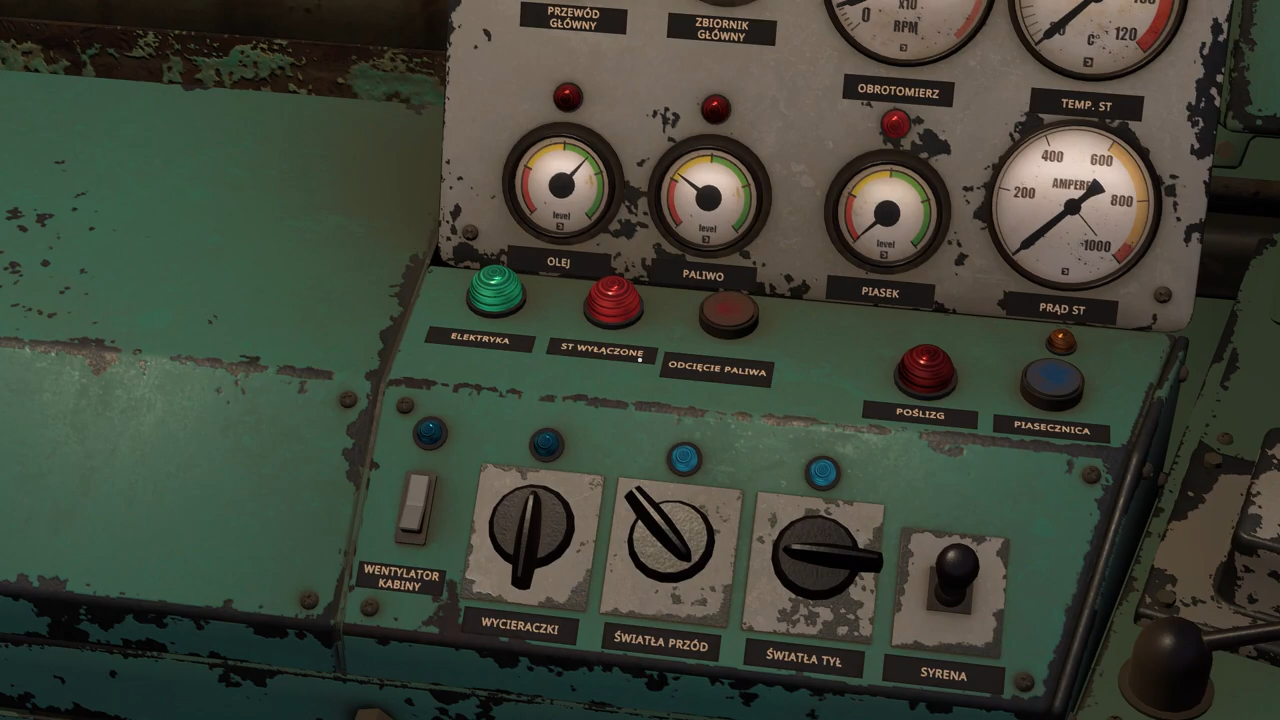 PRZEWÓD
GŁÓWNY
ZBIORNIK
GŁÓWNY
0
x10
RPM
0
C°
120
OBROTOMIERZ
TEMP. ST
level
level
level
200
400
600
800
1000
AMPERE
OLEJ
PALIWO
PIASEK
PRĄD ST
ELEKTRYKA
ST WYŁĄCZONE
ODCIĘCIE PALIWA
POŚLIZG
PIASECZNICA
WENTYLATOR
KABINY
WYCIERACZKI
ŚWIATŁA PRZÓD
ŚWIATŁA TYŁ
SYRENA